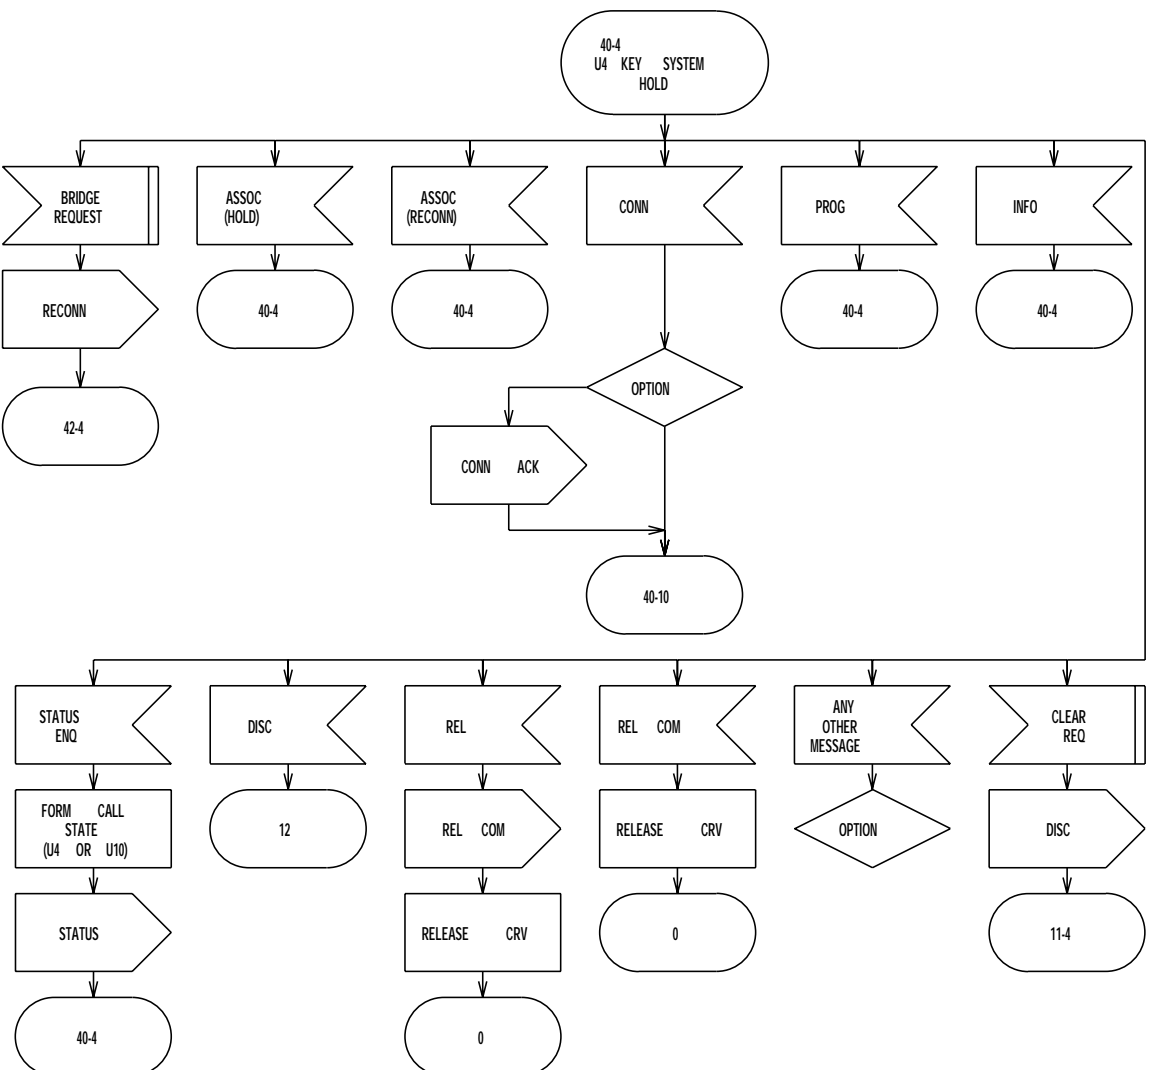 40-4
U4 KEY SYSTEM
HOLD
BRIDGE
REQUEST
ASSOC
(HOLD)
ASSOC
(RECONN)
CONN
PROG
INFO
RECONN
40-4
40-4
40-4
40-4
OPTION
42-4
CONN ACK
40-10
STATUS
ENQ
DISC
REL
REL COM
ANY
OTHER
MESSAGE
CLEAR
REQ
FORM CALL
STATE
(U4 OR U10)
12
REL COM
RELEASE CRV
OPTION
DISC
STATUS
RELEASE CRV
0
11-4
40-4
0